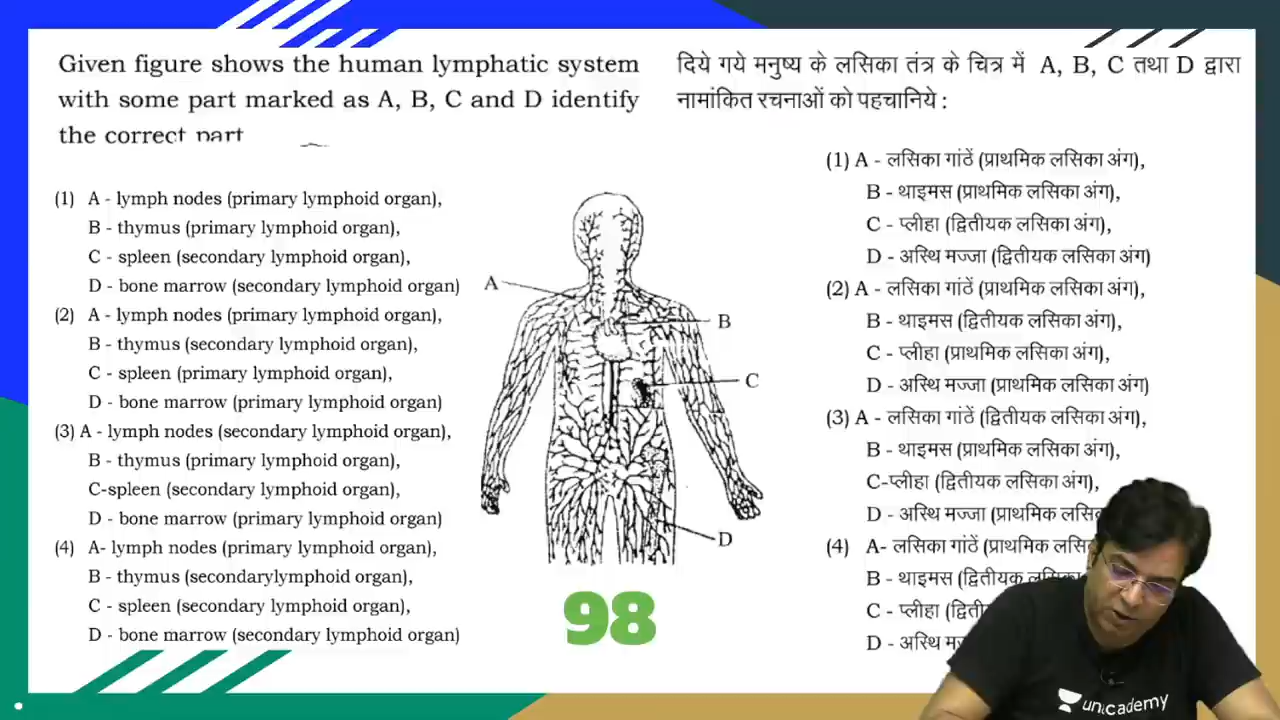 Given figure shows the human lymphatic system
with some part marked as A, B, C and D identify
the correct part
(1) A - lymph nodes (primary lymphoid organ),
B - thymus (primary lymphoid organ),
C - spleen (secondary lymphoid organ),
D - bone marrow (secondary lymphoid organ)
(2) A - lymph nodes (primary lymphoid organ),
B - thymus (secondary lymphoid organ),
C - spleen (primary lymphoid organ),
D - bone marrow (primary lymphoid organ)
(3) A - lymph nodes (secondary lymphoid organ),
B - thymus (primary lymphoid organ),
C-spleen (secondary lymphoid organ),
D - bone marrow (primary lymphoid organ)
(4) A- lymph nodes (primary lymphoid organ),
B - thymus (secondarylymphoid organ),
C - spleen (secondary lymphoid organ),
D - bone marrow (secondary lymphoid organ)
A
B
C
D
98
दिये गये मनुष्य के लसिका तंत्र के चित्र में A, B, C तथा D द्वारा
नामांकित रचनाओं को पहचानिये :
(1) A - लसिका गांठें (प्राथमिक लसिका अंग),
B - थाइमस (प्राथमिक लसिका अंग),
C - प्लीहा (द्वितीयक लसिका अंग),
D - अस्थि मज्जा (द्वितीयक लसिका अंग)
(2) A - लसिका गांठें (प्राथमिक लसिका अंग),
B - थाइमस (द्वितीयक लसिका अंग),
C - प्लीहा (प्राथमिक लसिका अंग),
D - अस्थि मज्जा (प्राथमिक लसिका अंग)
(3) A - लसिका गांठें (द्वितीयक लसिका अंग),
B - थाइमस (प्राथमिक लसिका अंग),
C-प्लीहा (द्वितीयक लसिका अंग),
D - अस्थि मज्जा (प्राथमिक
(4) A- लसिका गांठें (प्राथमिक
B - थाइमस (द्वितीयक
C - प्लीहा
D - अस्थि
unacademy